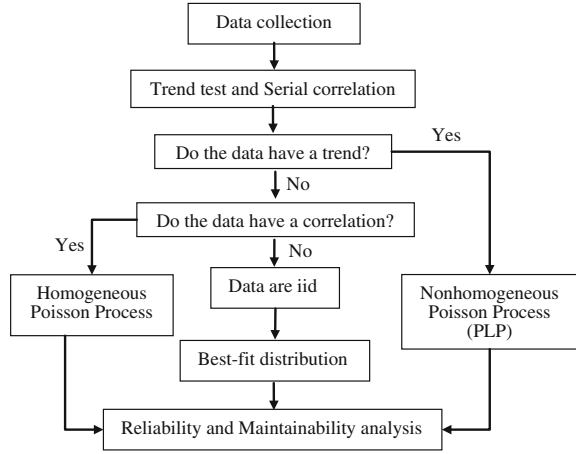 Data collection
Trend test and Serial correlation
Yes
Do the data have a trend?
No
Do the data have a correlation?
Yes
No
Homogeneous
Poisson Process
Data are iid
Nonhomogeneous
Poisson Process
(PLP)
Best-fit distribution
Reliability and Maintainability analysis